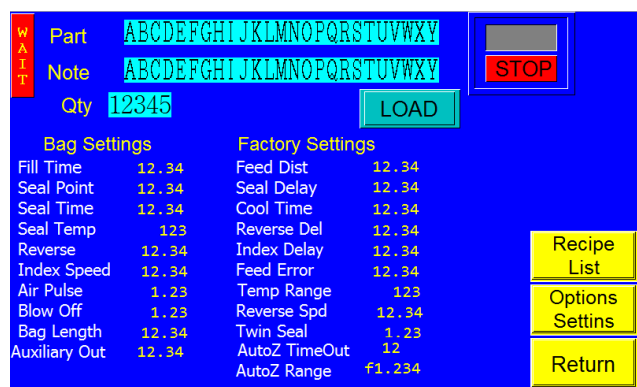 WAIT
Part ABCDEFGHIJKLMNOPQRSTUVWXY
Note ABCDEFGHIJKLMNOPQRSTUVWXY
STOP
Qty 12345
LOAD
Bag Settings Factory Settings
Fill Time 12.34 Feed Dist 12.34
Seal Point 12.34 Seal Delay 12.34
Seal Time 12.34 Cool Time 12.34
Seal Temp 123 Reverse Del 12.34
Reverse 12.34 Index Delay 12.34
Index Speed 12.34 Feed Error 12.34
Air Pulse 1.23 Temp Range 123
Blow Off 1.23 Reverse Spd 12.34
Bag Length 12.34 Twin Seal 1.23
Auxiliary Out 12.34 AutoZ TimeOut 12
AutoZ Range f1.234
Recipe
List
Options
Settins
Return